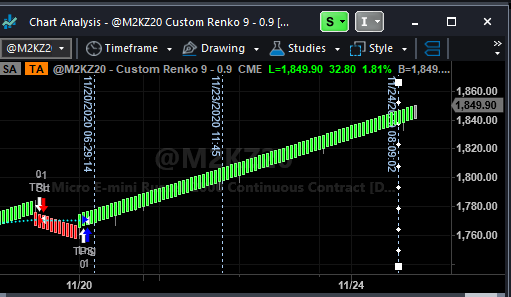 Chart Analysis - @M2KZ20 Custom Renko 9 - 0.9 [...
S
I
@M2KZ20
Timeframe
Drawing
Studies
Style
SA
TA
@M2KZ20 - Custom Renko 9 - 0.9 CME L=1,849.90 32.80 1.81% B=1,849....
11/20/2020 06:29:14
11/23/2020 11:45
11/24/2020 08:09:02
1,860.00
1,849.90
1,840.00
1,820.00
1,800.00
1,780.00
1,760.00
@M2KZ20
Micro E-mini
Continuous Contract [D...
01
01
11/20
11/24